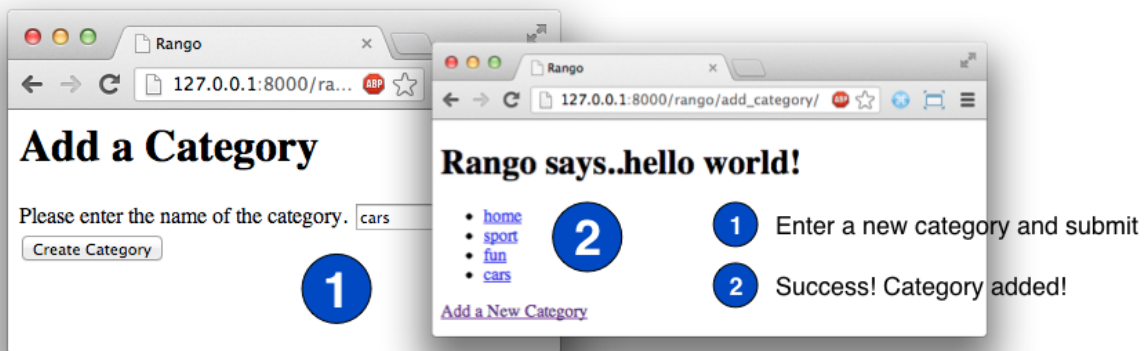 Rango
127.0.0.1:8000/ra...
ABP
Add a Category
Please enter the name of the category. cars
Create Category
1
Rango
127.0.0.1:8000/rango/add_category/
ABP
Rango says..hello world!
home
sport
fun
cars
Add a New Category
2
1 Enter a new category and submit
2 Success! Category added!